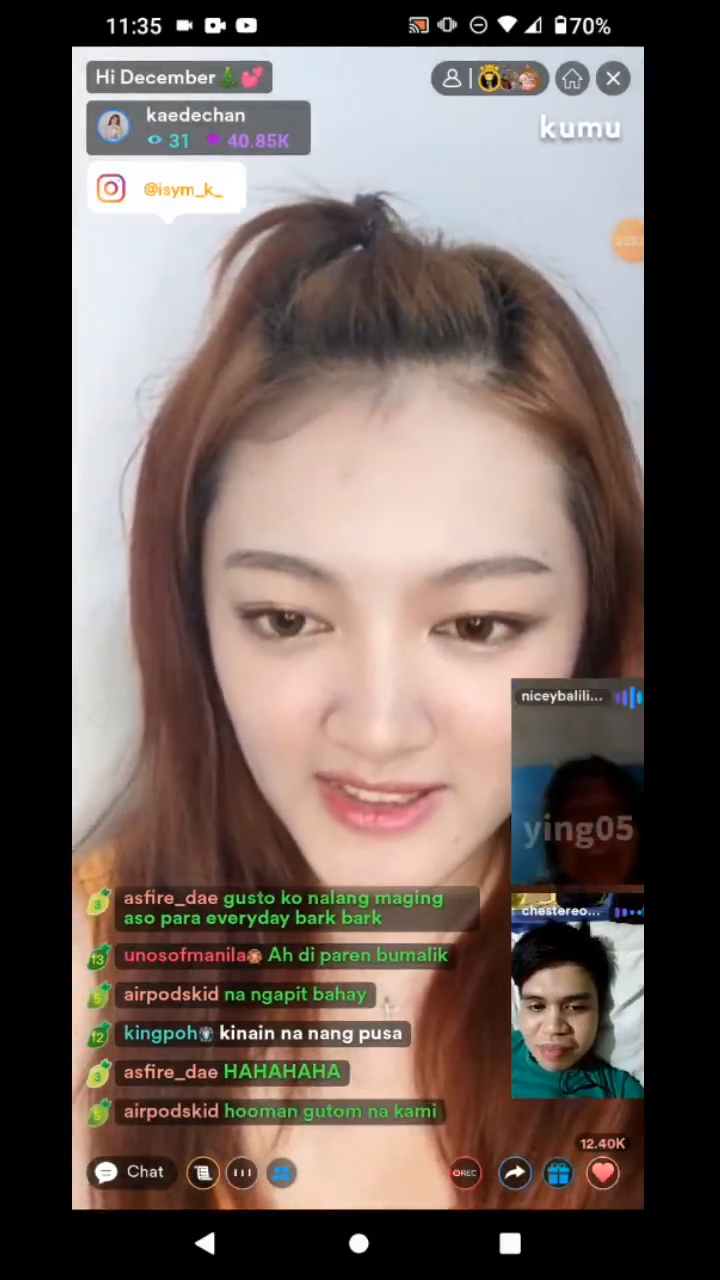 11:35
70%
Hi December🎄💕
kaedechan
31 40.85K
kumu
@isym_k_
niceybalili...
ying05
chestereo...
asfire_dae gusto ko nalang maging
aso para everyday bark bark
unosofmanila Ah di paren bumalik
airpodskid na ngapit bahay
kingpoh kinain na nang pusa
asfire_dae HAHAHAHA
airpodskid hooman gutom na kami
12.40K
Chat
REC